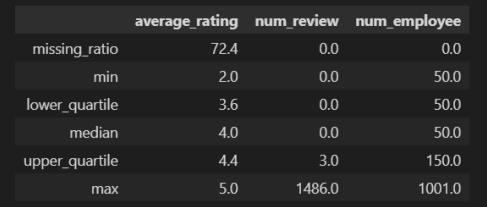 average_rating num_review num_employee
missing_ratio 72.4 0.0 0.0
min 2.0 0.0 50.0
lower_quartile 3.6 0.0 50.0
median 4.0 0.0 50.0
upper_quartile 4.4 3.0 150.0
max 5.0 1486.0 1001.0